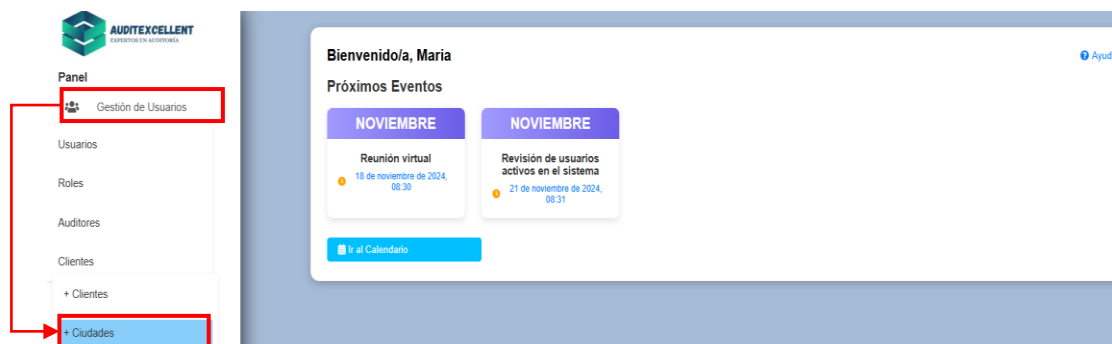 AUDITEXCELLENT
EXPERTOS EN AUDITORÍA
Panel
Gestión de Usuarios
Usuarios
Roles
Auditores
Clientes
+ Clientes
+ Ciudades
Bienvenido/a, Maria
Ayud
Próximos Eventos
NOVIEMBRE
Reunión virtual
18 de noviembre de 2024,
08:30
NOVIEMBRE
Revisión de usuarios
activos en el sistema
21 de noviembre de 2024,
08:31
Ir al Calendario